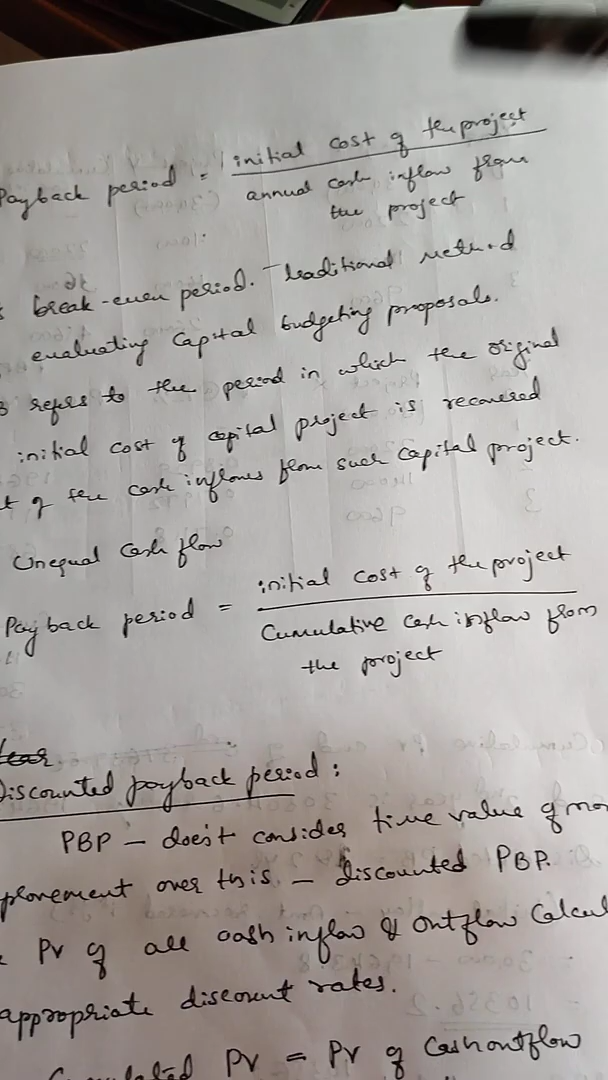 Payback period = initial cost of the project
annual cash inflow from
the project
break-even period. Traditional method
evaluating Capital budgeting proposals.
refers to the period in which the original
initial cost of capital project is recovered
of the cash inflows from such capital project.
Unequal Cash flow
Payback period = initial cost of the project
Cumulative cash inflow from
the project
Discounted payback period :
PBP – does't consider time value of mon
provement over this – discounted PBP.
PV of all cash inflow & outflow Calcul
appropriate discount rates.
PV = PV of Cash outflow